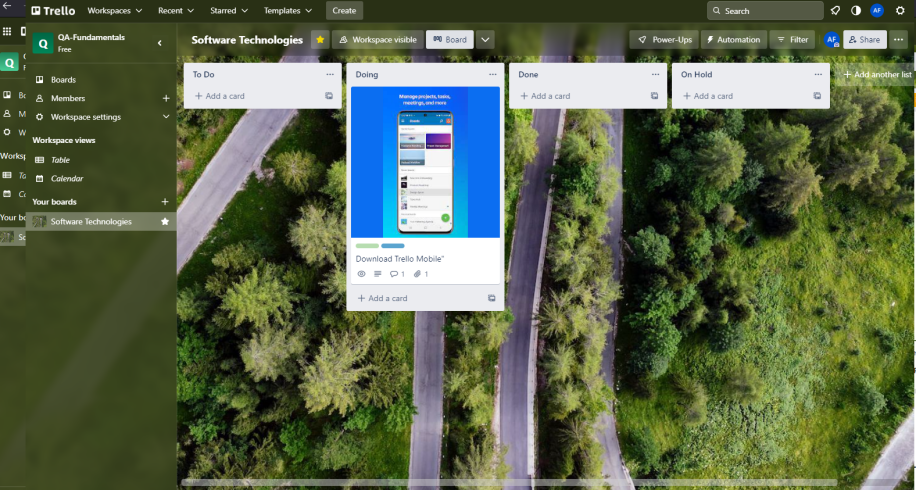 Trello
Workspaces
Recent
Starred
Templates
Create
Search
AF
QA-Fundamentals
Free
Q
Boards
Members
Workspace settings
Workspace views
Table
Calendar
Your boards
Software Technologies
Software Technologies
Workspace visible
Board
Power-Ups
Automation
Filter
AF
Share
To Do
Add a card
Doing
Manage projects, tasks,
meetings, and more
Download Trello Mobile"
1
1
Add a card
Done
Add a card
On Hold
Add a card
Add another list
Q